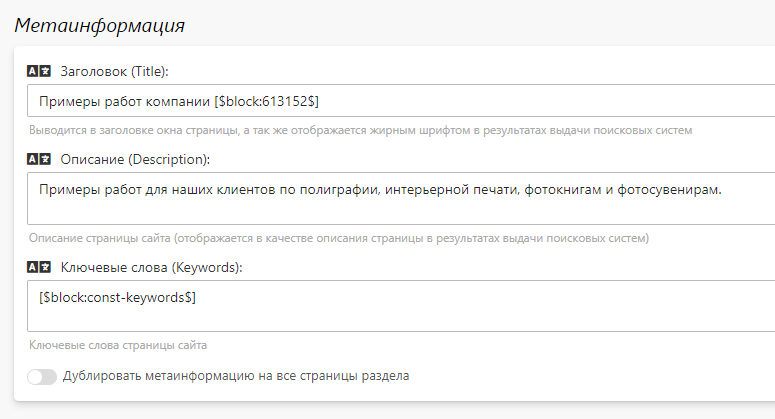 Метаинформация
Заголовок (Title):
Примеры работ компании [$block:613152$]
Выводится в заголовке окна страницы, а так же отображается жирным шрифтом в результатах выдачи поисковых систем
Описание (Description):
Примеры работ для наших клиентов по полиграфии, интерьерной печати, фотокнигам и фотосувенирам.
Описание страницы сайта (отображается в качестве описания страницы в результатах выдачи поисковых систем)
Ключевые слова (Keywords):
[$block:const-keywords$]
Ключевые слова страницы сайта
Дублировать метаинформацию на все страницы раздела